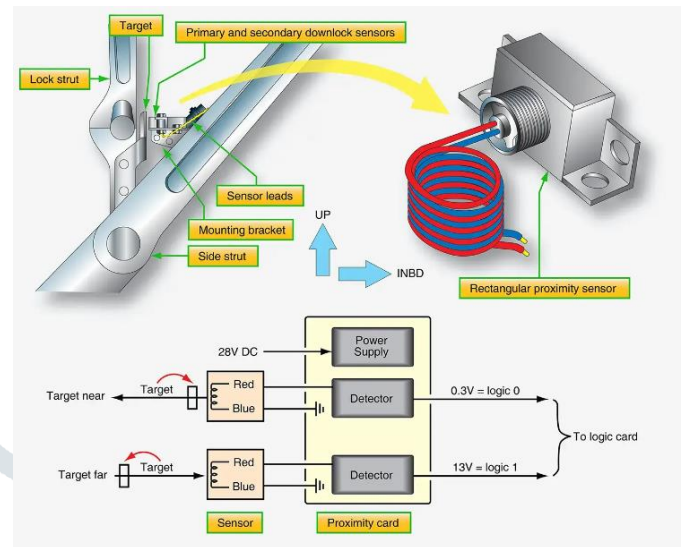 Target
Primary and secondary downlock sensors
Lock strut
Sensor leads
Mounting bracket
Side strut
UP
INBD
Rectangular proximity sensor
Power
Supply
28V DC
Target near
Target
Red
Blue
Detector
0.3V = logic 0
To logic card
Target far
Target
Red
Blue
Detector
13V = logic 1
Sensor
Proximity card